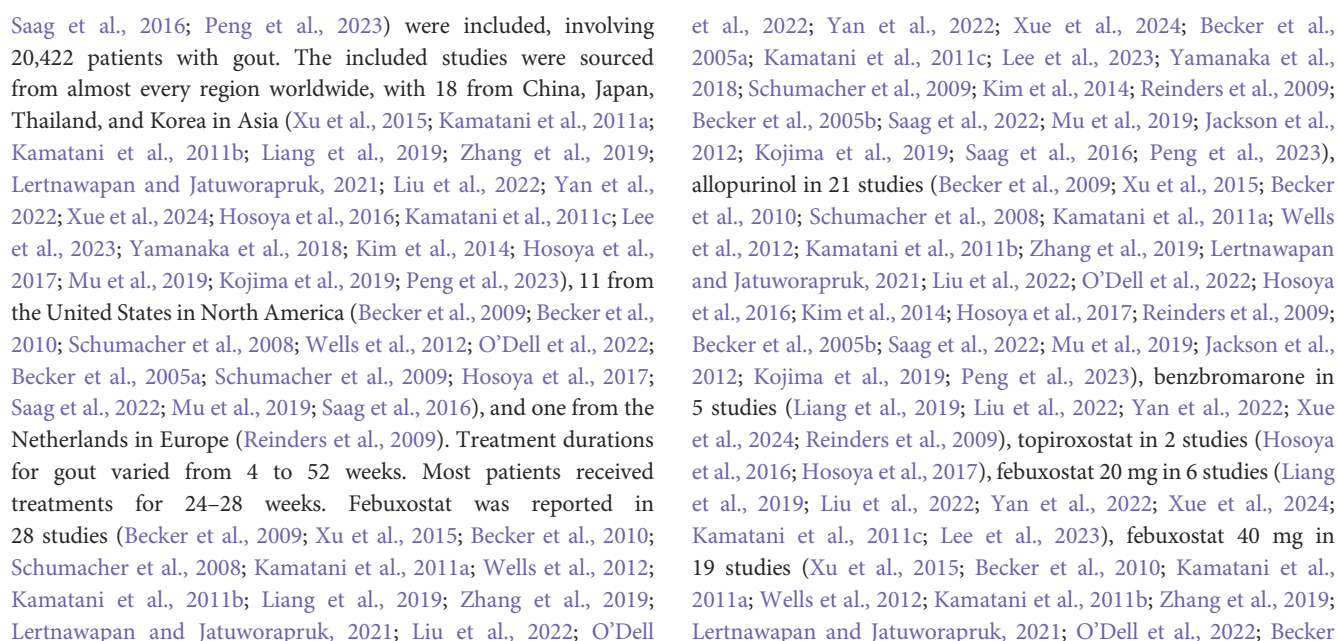 Saag et al., 2016; Peng et al., 2023) were included, involving
20,422 patients with gout. The included studies were sourced
from almost every region worldwide, with 18 from China, Japan,
Thailand, and Korea in Asia (Xu et al., 2015; Kamatani et al., 2011a;
Kamatani et al., 2011b; Liang et al., 2019; Zhang et al., 2019;
Lertnawapan and Jatuworapruk, 2021; Liu et al., 2022; Yan et al.,
2022; Xue et al., 2024; Hosoya et al., 2016; Kamatani et al., 2011c; Lee
et al., 2023; Yamanaka et al., 2018; Kim et al., 2014; Hosoya et al.,
2017; Mu et al., 2019; Kojima et al., 2019; Peng et al., 2023), 11 from
the United States in North America (Becker et al., 2009; Becker et al.,
2010; Schumacher et al., 2008; Wells et al., 2012; O’Dell et al., 2022;
Becker et al., 2005a; Schumacher et al., 2009; Hosoya et al., 2017;
Saag et al., 2022; Mu et al., 2019; Saag et al., 2016), and one from the
Netherlands in Europe (Reinders et al., 2009). Treatment durations
for gout varied from 4 to 52 weeks. Most patients received
treatments for 24–28 weeks. Febuxostat was reported in
28 studies (Becker et al., 2009; Xu et al., 2015; Becker et al., 2010;
Schumacher et al., 2008; Kamatani et al., 2011a; Wells et al., 2012;
Kamatani et al., 2011b; Liang et al., 2019; Zhang et al., 2019;
Lertnawapan and Jatuworapruk, 2021; Liu et al., 2022; O’Dell
et al., 2022; Yan et al., 2022; Xue et al., 2024; Becker et al.,
2005a; Kamatani et al., 2011c; Lee et al., 2023; Yamanaka et al.,
2018; Schumacher et al., 2009; Kim et al., 2014; Reinders et al., 2009;
Becker et al., 2005b; Saag et al., 2022; Mu et al., 2019; Jackson et al.,
2012; Kojima et al., 2019; Saag et al., 2016; Peng et al., 2023),
allopurinol in 21 studies (Becker et al., 2009; Xu et al., 2015; Becker
et al., 2010; Schumacher et al., 2008; Kamatani et al., 2011a; Wells
et al., 2012; Kamatani et al., 2011b; Zhang et al., 2019; Lertnawapan
and Jatuworapruk, 2021; Liu et al., 2022; O’Dell et al., 2022; Hosoya
et al., 2016; Kim et al., 2014; Hosoya et al., 2017; Reinders et al., 2009;
Becker et al., 2005b; Saag et al., 2022; Mu et al., 2019; Jackson et al.,
2012; Kojima et al., 2019; Peng et al., 2023), benzbromarone in
5 studies (Liang et al., 2019; Liu et al., 2022; Yan et al., 2022; Xue
et al., 2024; Reinders et al., 2009), topiroxostat in 2 studies (Hosoya
et al., 2016; Hosoya et al., 2017), febuxostat 20 mg in 6 studies (Liang
et al., 2019; Liu et al., 2022; Yan et al., 2022; Xue et al., 2024;
Kamatani et al., 2011c; Lee et al., 2023), febuxostat 40 mg in
19 studies (Xu et al., 2015; Becker et al., 2010; Kamatani et al.,
2011a; Wells et al., 2012; Kamatani et al., 2011b; Zhang et al., 2019;
Lertnawapan and Jatuworapruk, 2021; O’Dell et al., 2022; Becker